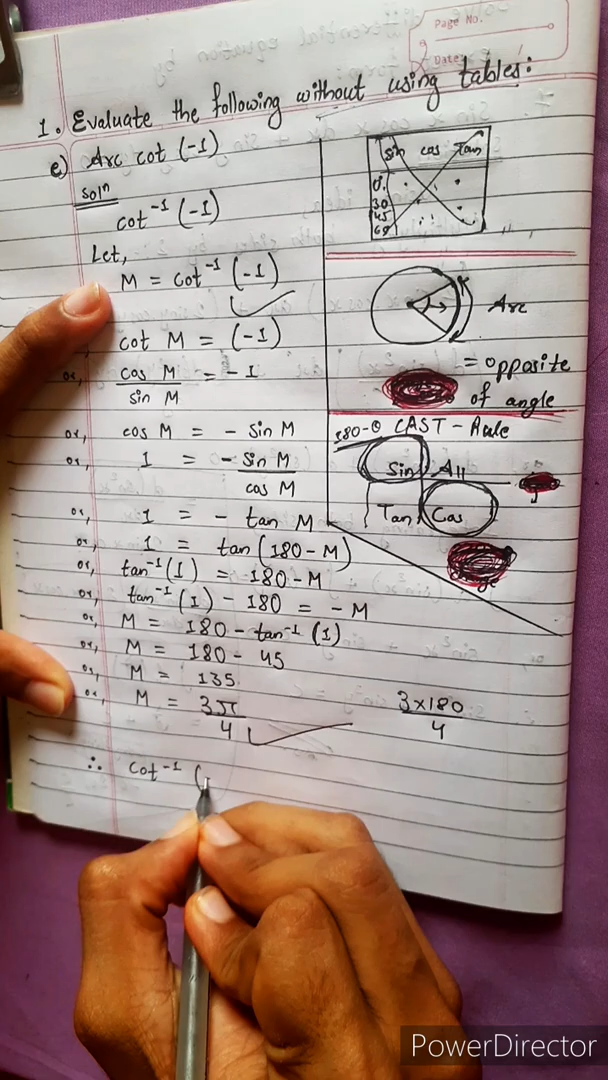 Page No.
Date:
1. Evaluate the following without using tables:
e) Arc cot (-1)
solⁿ
cot⁻¹ (-1)
Let,
M = cot⁻¹ (-1)
cot M = (-1)
or, cos M / sin M = -1
or, cos M = - sin M
or, 1 = - sin M / cos M
or, 1 = - tan M
or, 1 = tan (180 - M)
or, tan⁻¹(1) = 180 - M
or, tan⁻¹ (1) - 180 = - M
or, M = 180 - tan⁻¹ (1)
or, M = 180 - 45
or, M = 135
or, M = 3π / 4
3×180 / 4
∴ cot⁻¹ (
sin cos Tan
0°
30
45
60
Arc
= opposite
of angle
180-θ CAST - Rule
Sin All
Tan Cos
PowerDirector